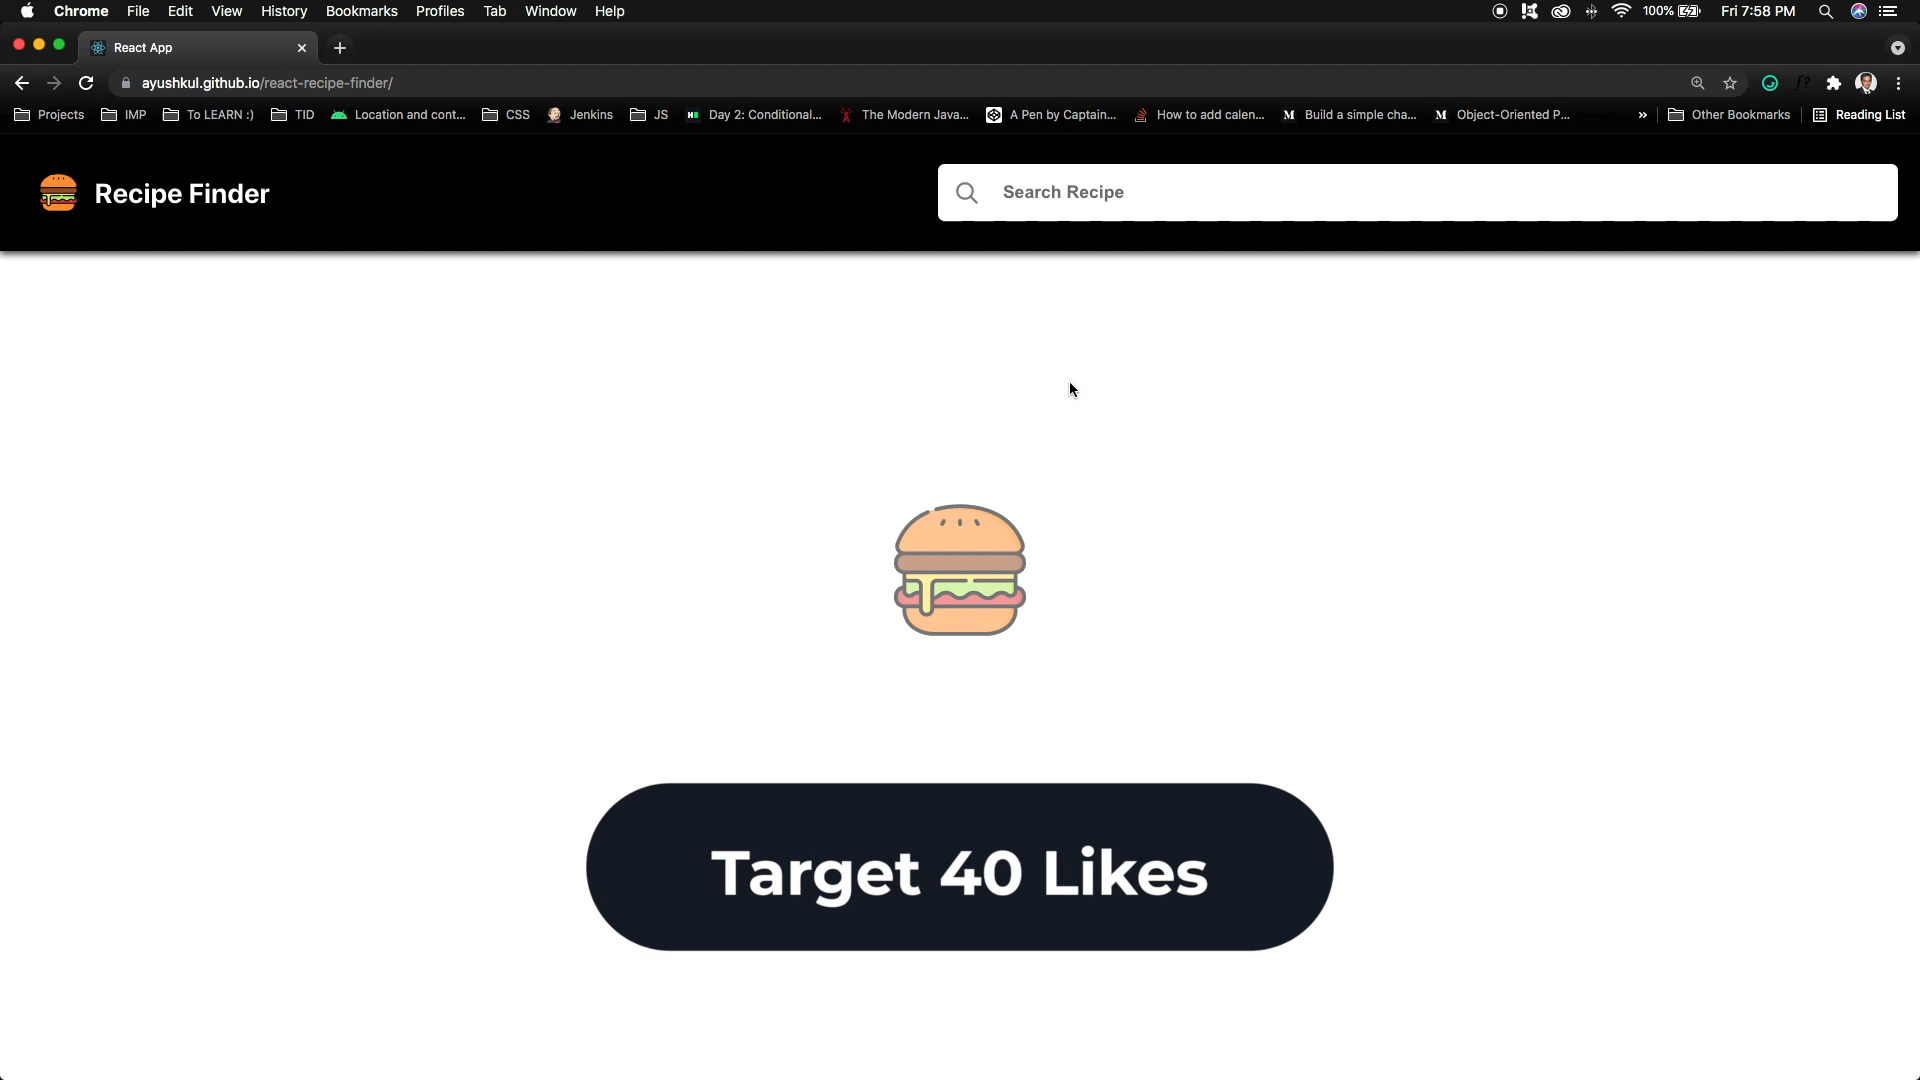 Chrome File Edit View History Bookmarks Profiles Tab Window Help 100% Fri 7:58 PM
React App
ayushkul.github.io/react-recipe-finder/
Projects IMP To LEARN :) TID Location and cont... CSS Jenkins JS Day 2: Conditional... The Modern Java... A Pen by Captain... How to add calen... M Build a simple cha... M Object-Oriented P... » Other Bookmarks Reading List
Recipe Finder Search Recipe
Target 40 Likes